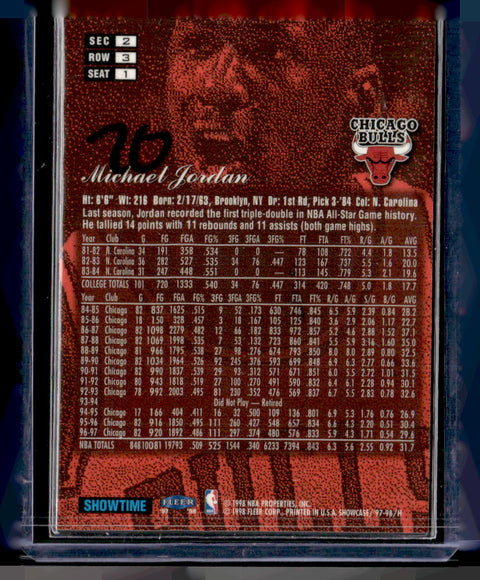 SEC 2
ROW 3
SEAT 1
CHICAGO
BULLS
Michael Jordan
Ht: 6'6" Wt: 216 Born: 2/17/63, Brooklyn, NY Dr: 1st Rd, Pick 3-'84 Col: N. Carolina
Last season, Jordan recorded the first triple-double in NBA All-Star Game history.
He tallied 14 points with 11 rebounds and 11 assists (both game highs).
Year Club G FG FGA FG% 3FG 3FGA 3FG% FT FTA FT% R/G A/G AVG
81-82 N. Carolina 34 191 358 .534 0 0 — 78 108 .722 4.4 1.8 13.5
82-83 N. Carolina 36 282 527 .535 34 76 .447 123 167 .737 5.5 1.6 20.0
83-84 N. Carolina 31 247 448 .551 0 0 — 113 145 .779 5.3 2.1 19.6
COLLEGE TOTALS 101 720 1333 .540 34 76 .447 314 420 .748 5.0 1.8 17.7
Year Club G FG FGA FG% 3FG 3FGA 3FG% FT FTA FT% R/G A/G S/G B/G AVG
84-85 Chicago 82 837 1625 .515 9 52 .173 630 746 .845 6.5 5.9 2.39 0.84 28.2
85-86 Chicago 18 150 328 .457 3 18 .167 105 125 .840 3.6 2.9 2.06 1.17 22.7
86-87 Chicago 82 1098 2279 .482 12 66 .182 833 972 .857 5.2 4.6 2.88 1.52 37.1
87-88 Chicago 82 1069 1998 .535 7 53 .132 723 860 .841 5.5 5.9 3.16 1.60 35.0
88-89 Chicago 81 966 1795 .538 27 98 .276 674 793 .850 8.0 8.0 2.89 0.80 32.5
89-90 Chicago 82 1034 1964 .526 92 245 .376 593 699 .848 6.9 6.3 2.77 0.66 33.6
90-91 Chicago 82 990 1837 .539 29 93 .312 571 671 .851 6.0 5.5 2.72 1.01 31.5
91-92 Chicago 80 943 1818 .519 27 100 .270 491 590 .832 6.4 6.1 2.28 0.94 30.1
92-93 Chicago 78 992 2003 .495 81 230 .352 476 569 .837 6.7 5.5 2.83 0.78 32.6
93-94 Did Not Play — Retired
94-95 Chicago 17 166 404 .411 16 32 .500 109 136 .801 6.9 5.3 1.76 0.76 26.9
95-96 Chicago 82 916 1850 .495 111 260 .427 548 657 .834 6.6 4.3 2.20 0.51 30.4
96-97 Chicago 82 920 1892 .486 111 297 .374 480 576 .833 5.9 4.3 1.71 0.54 29.6
NBA TOTALS 848 10081 19793 .509 525 1544 .340 6233 7394 .843 6.3 5.6 2.55 0.92 31.7
SHOWTIME
FLEER
97 98
NBA
© 1998 NBA PROPERTIES, INC.
© 1998 FLEER CORP., PRINTED IN U.S.A. SHOWCASE/'97-98/H